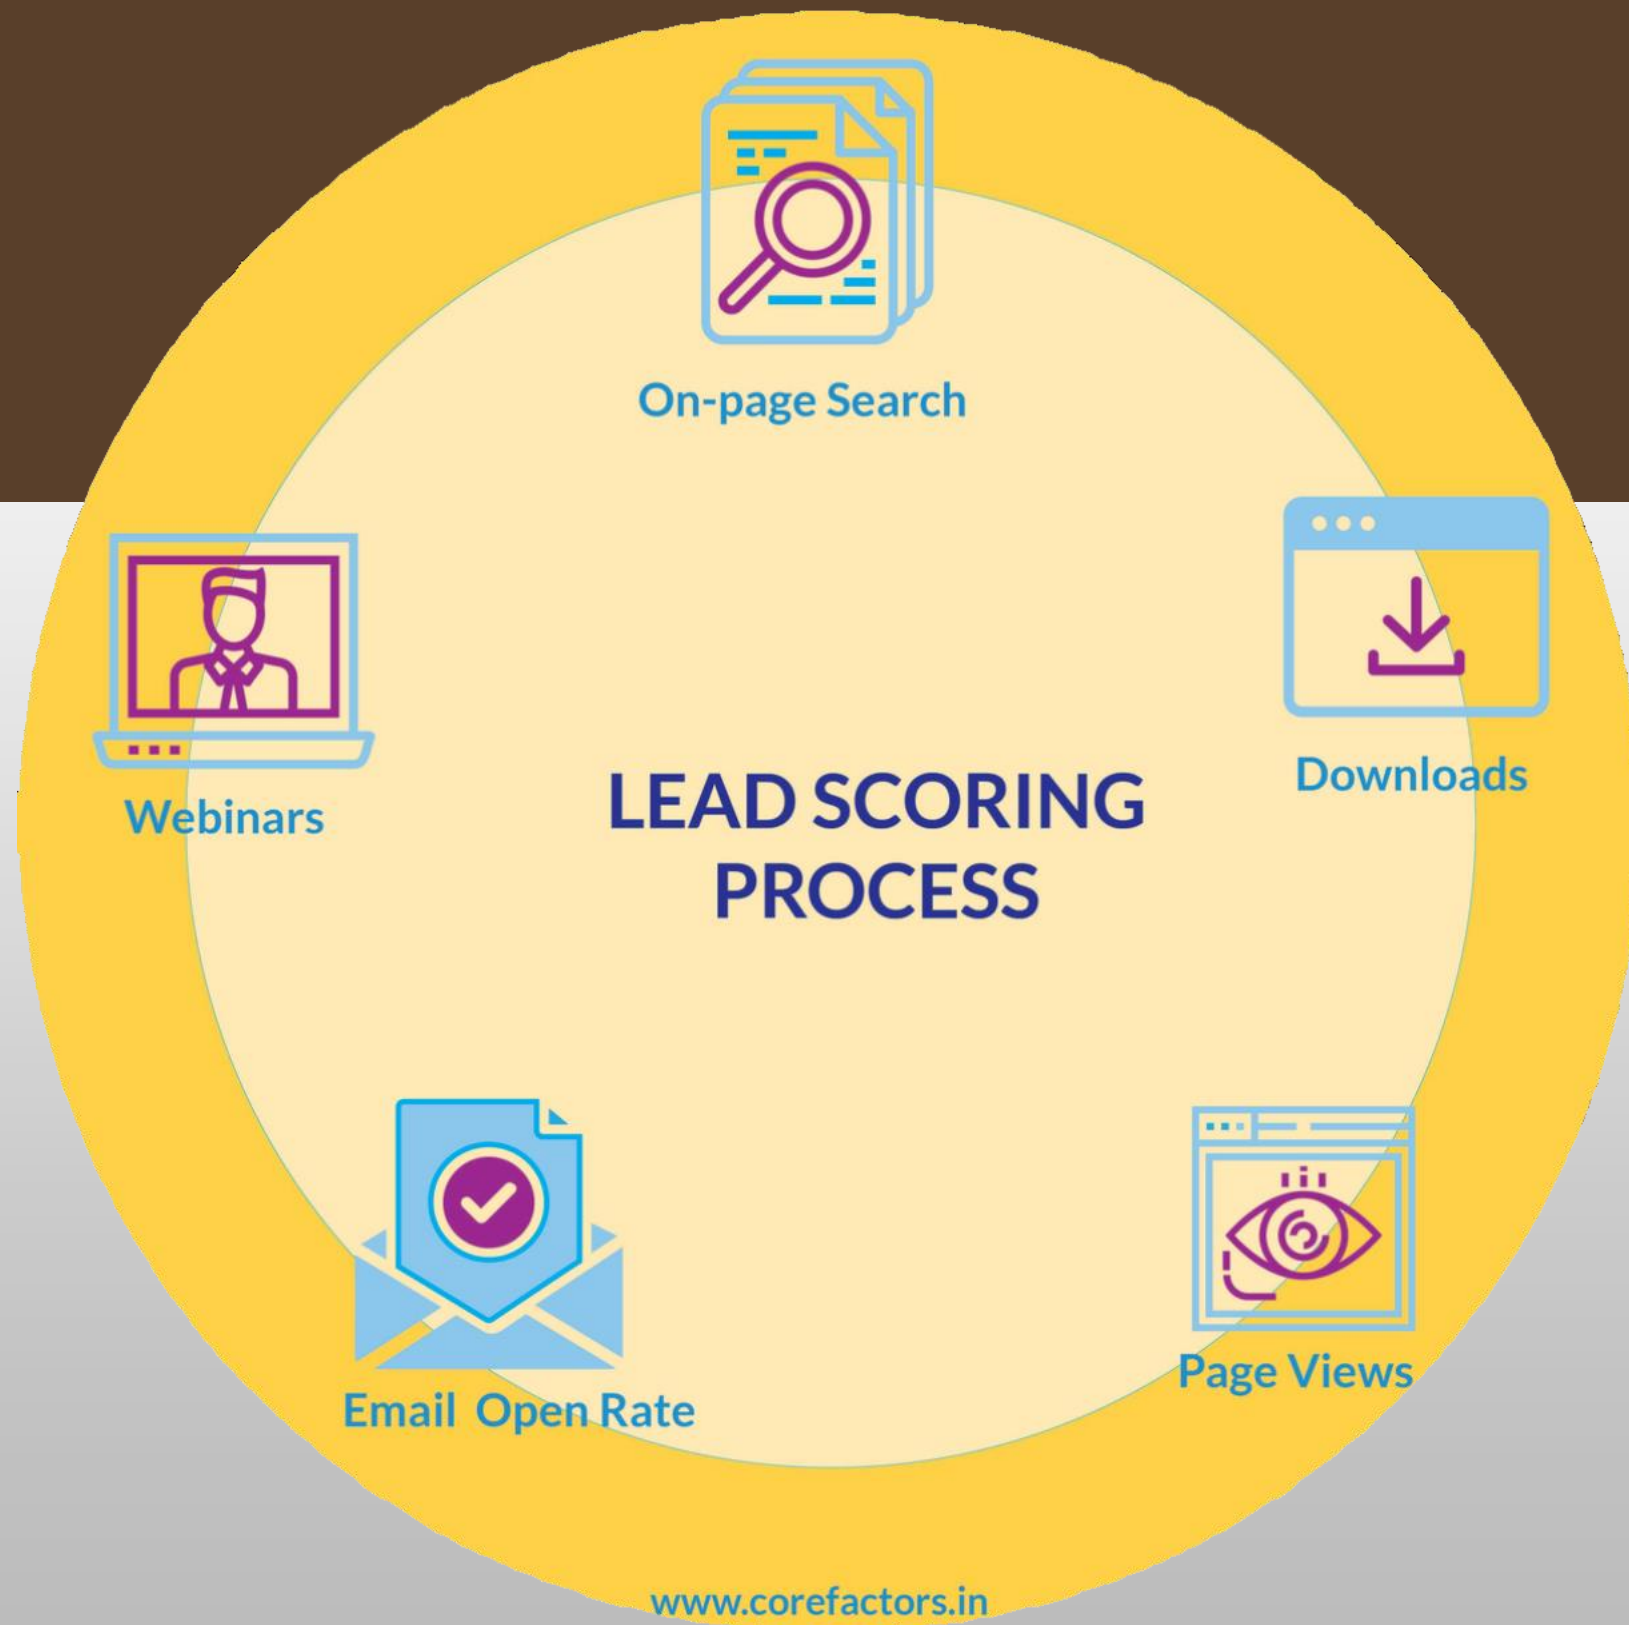 On-page Search
Downloads
Webinars
LEAD SCORING
PROCESS
Page Views
Email Open Rate
www.corefactors.in